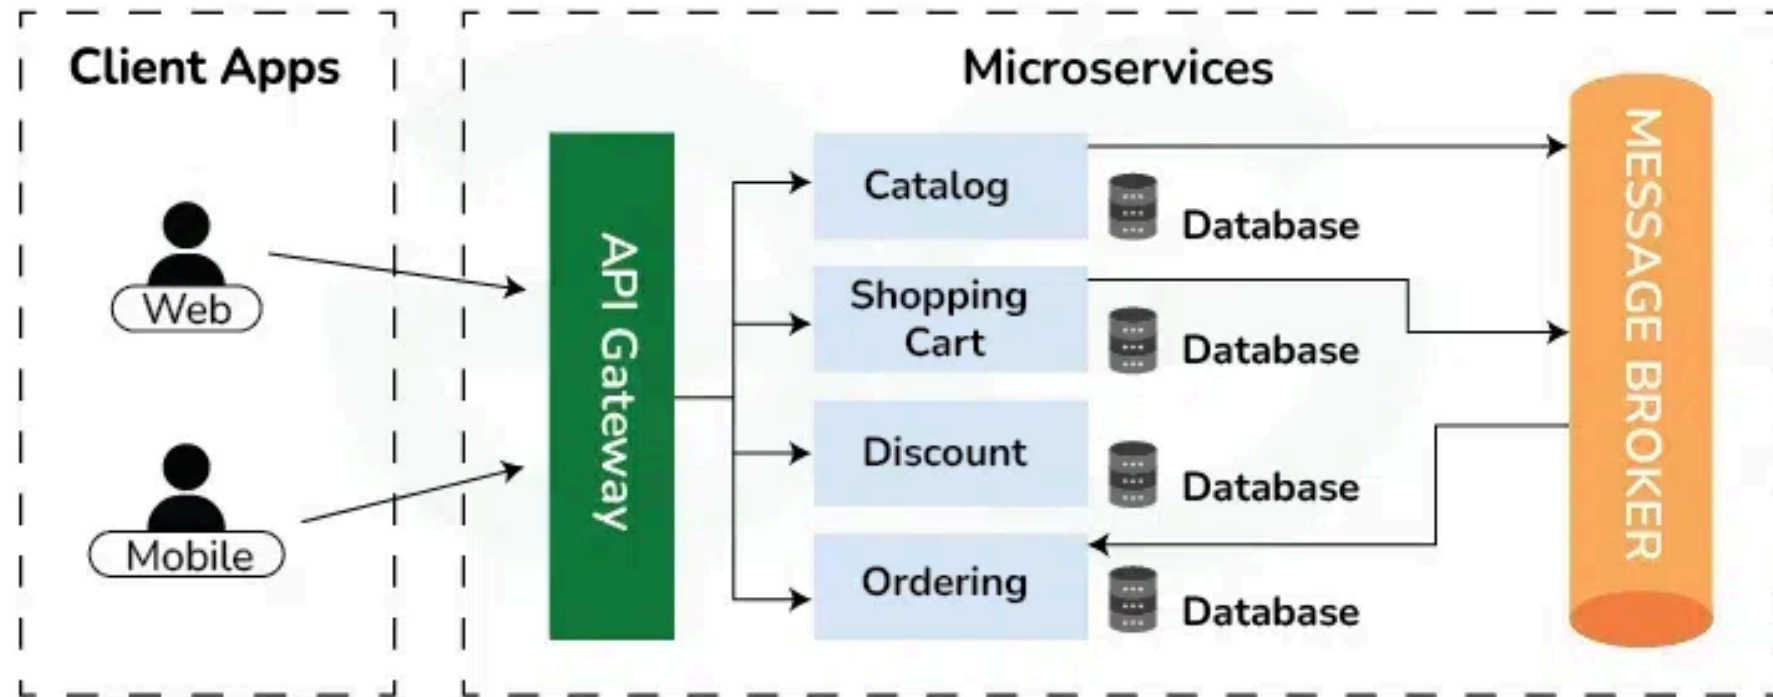 Client Apps
Web
Mobile
Microservices
API Gateway
Catalog
Database
Shopping
Cart
Database
Discount
Database
Ordering
Database
MESSAGE BROKER